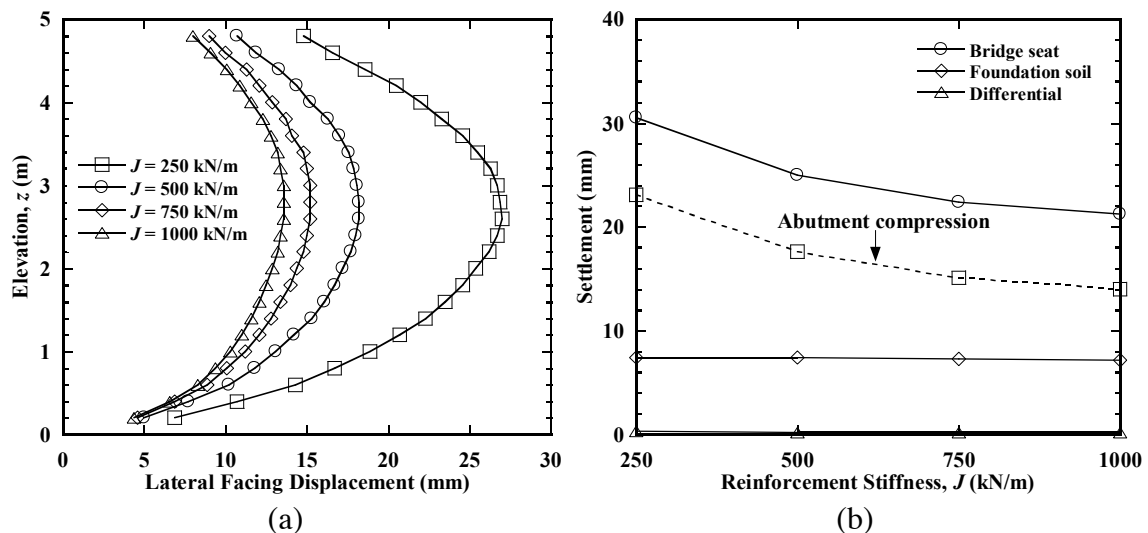 5
4
3
2
1
0
Elevation, z (m)
J = 250 kN/m
J = 500 kN/m
J = 750 kN/m
J = 1000 kN/m
0 5 10 15 20 25 30
Lateral Facing Displacement (mm)
(a)
40
30
20
10
0
Settlement (mm)
Bridge seat
Foundation soil
Differential
Abutment compression
250 500 750 1000
Reinforcement Stiffness, J (kN/m)
(b)